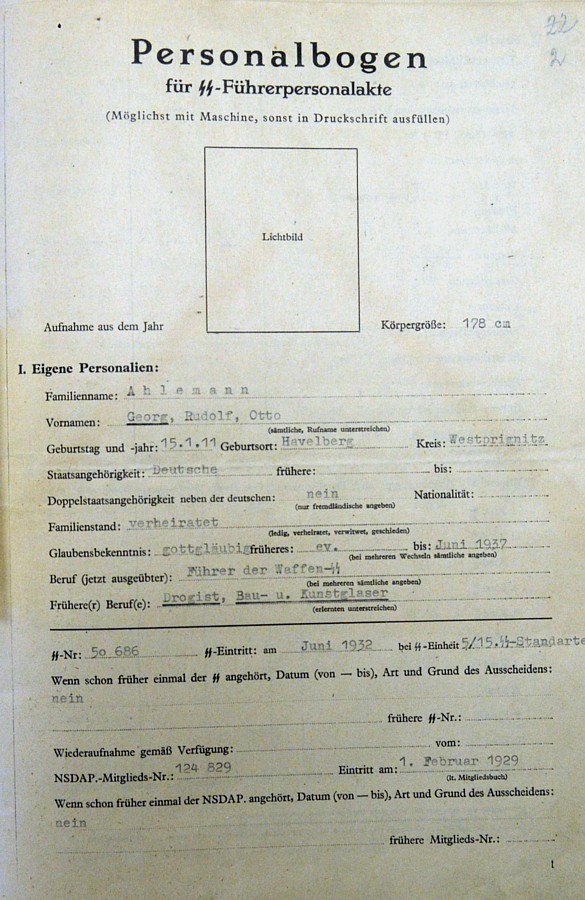 22
2
Personalbogen
für ᛋᛋ-Führerpersonalakte
(Möglichst mit Maschine, sonst in Druckschrift ausfüllen)
Lichtbild
Aufnahme aus dem Jahr
Körpergröße: 178 cm
I. Eigene Personalien:
Familienname: Ahlemann
Vornamen: Georg, Rudolf, Otto
(sämtliche, Rufname unterstreichen)
Geburtstag und -jahr: 15.1.11 Geburtsort: Havelberg Kreis: Westprignitz
Staatsangehörigkeit: Deutsche frühere: bis:
Doppelstaatsangehörigkeit neben der deutschen: nein Nationalität:
(nur fremdländische angeben)
Familienstand: verheiratet
(ledig, verheiratet, verwitwet, geschieden)
Glaubensbekenntnis: gottgläubig früheres: ev. bis: Juni 1937
(bei mehreren Wechseln sämtliche angeben)
Beruf (jetzt ausgeübter): Führer der Waffen-ᛋᛋ
(bei mehreren sämtliche angeben)
Frühere(r) Beruf(e): Drogist, Bau- u. Kunstglaser
(erlernten unterstreichen)
ᛋᛋ-Nr: 5o 686 ᛋᛋ-Eintritt: am Juni 1932 bei ᛋᛋ-Einheit 5/15.ᛋᛋ-Standarte
Wenn schon früher einmal der ᛋᛋ angehört, Datum (von — bis), Art und Grund des Ausscheidens:
nein
frühere ᛋᛋ-Nr.:
Wiederaufnahme gemäß Verfügung: vom:
NSDAP.-Mitglieds-Nr.: 124 829 Eintritt am: 1. Februar 1929
(lt. Mitgliedsbuch)
Wenn schon früher einmal der NSDAP. angehört, Datum (von — bis), Art und Grund des Ausscheidens:
nein
frühere Mitglieds-Nr.:
1